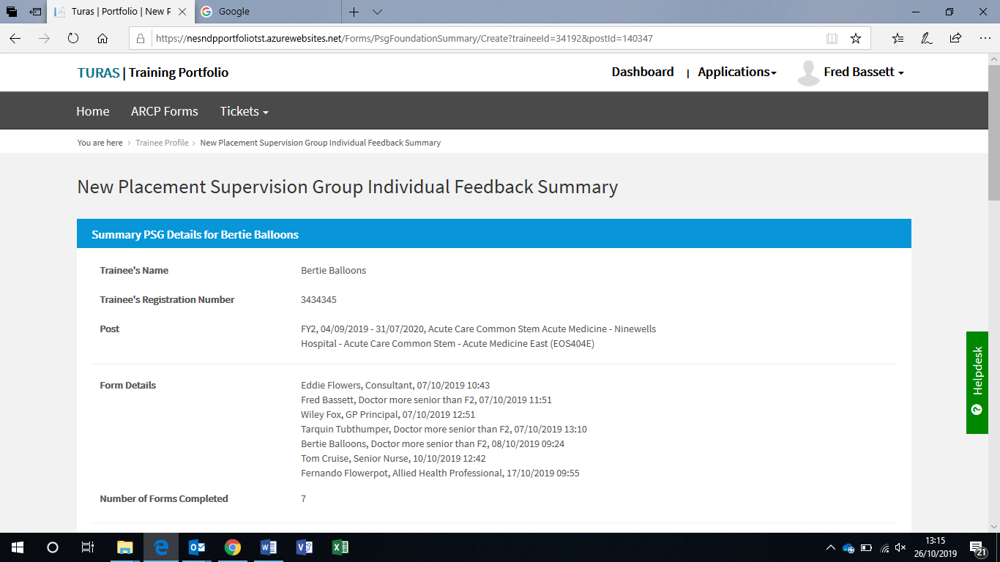 Turas | Portfolio | New F
Google
https://nesndpportfoliotst.azurewebsites.net/Forms/PsgFoundationSummary/Create?traineeId=34192&postId=140347
TURAS | Training Portfolio
Dashboard | Applications
Fred Bassett
Home ARCP Forms Tickets
You are here > Trainee Profile > New Placement Supervision Group Individual Feedback Summary
New Placement Supervision Group Individual Feedback Summary
Summary PSG Details for Bertie Balloons
Trainee's Name Bertie Balloons
Trainee's Registration Number 3434345
Post FY2, 04/09/2019 - 31/07/2020, Acute Care Common Stem Acute Medicine - Ninewells
Hospital - Acute Care Common Stem - Acute Medicine East (EOS404E)
Form Details Eddie Flowers, Consultant, 07/10/2019 10:43
Fred Bassett, Doctor more senior than F2, 07/10/2019 11:51
Wiley Fox, GP Principal, 07/10/2019 12:51
Tarquin Tubthumper, Doctor more senior than F2, 07/10/2019 13:10
Bertie Balloons, Doctor more senior than F2, 08/10/2019 09:24
Tom Cruise, Senior Nurse, 10/10/2019 12:42
Fernando Flowerpot, Allied Health Professional, 17/10/2019 09:55
Number of Forms Completed 7
Helpdesk
13:15
26/10/2019
21